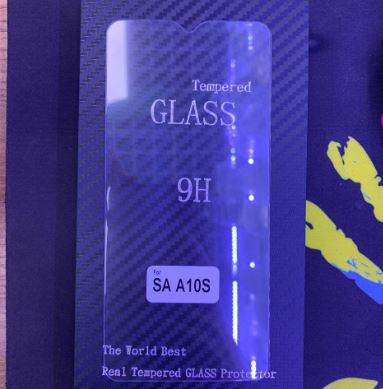 Tempered
GLASS
9H
For
SA A10S
The World Best
Real Tempered GLASS Protector